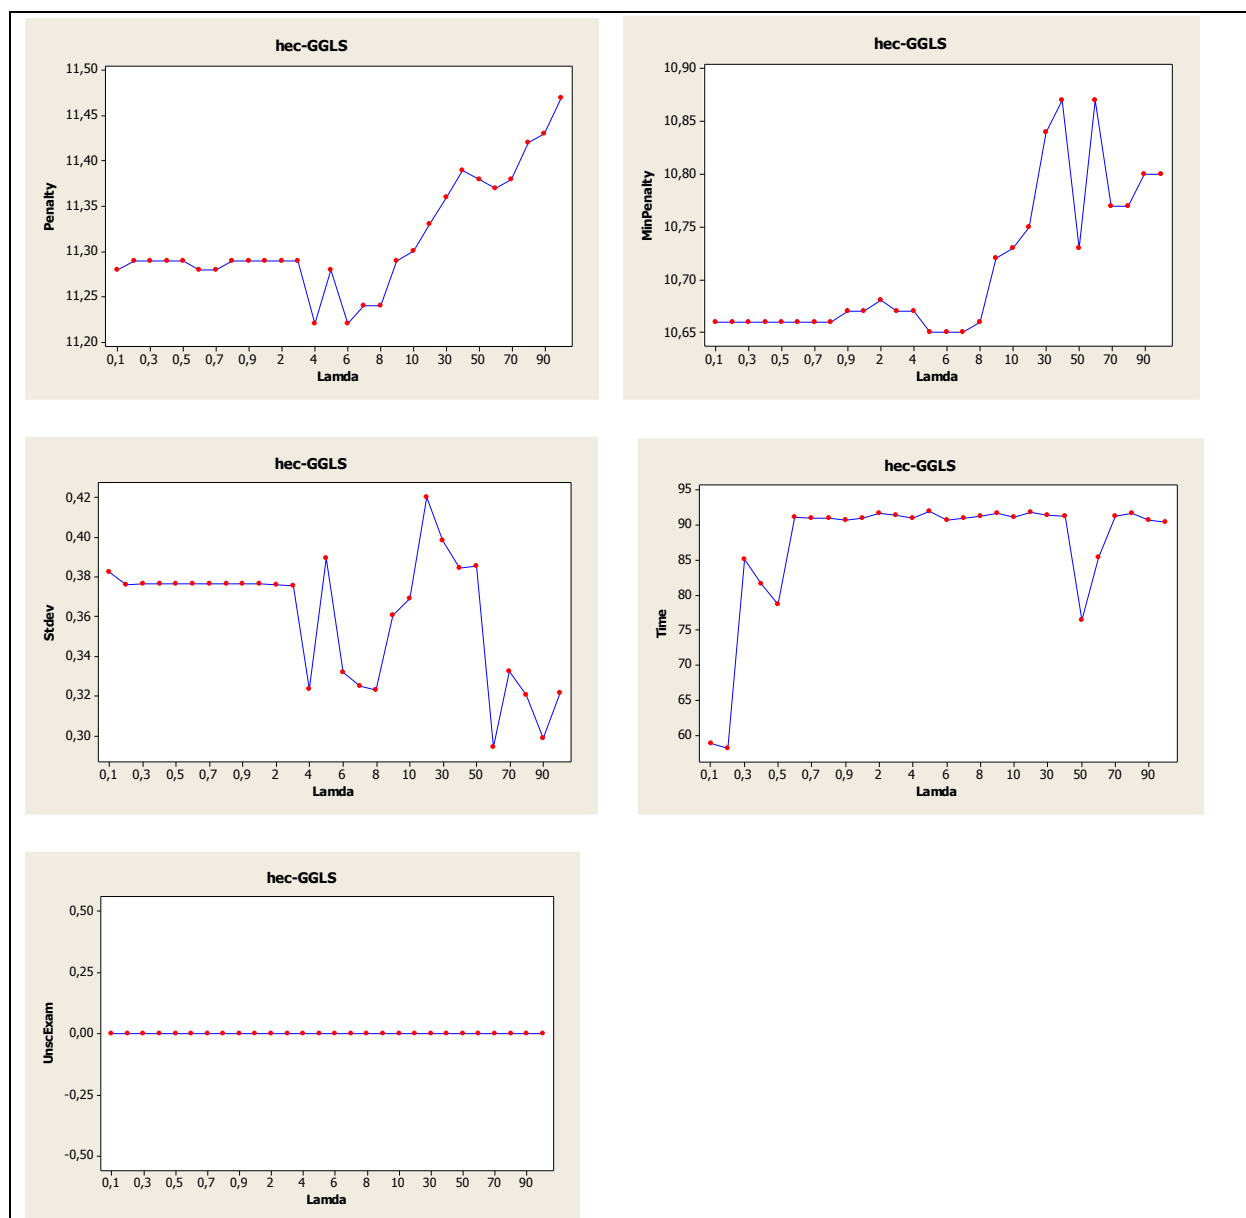 hec-GGLS
11,50
11,45
11,40
11,35
11,30
11,25
11,20
Penalty
0,1 0,3 0,5 0,7 0,9 2 4 6 8 10 30 50 70 90
Lamda
hec-GGLS
10,90
10,85
10,80
10,75
10,70
10,65
MinPenalty
0,1 0,3 0,5 0,7 0,9 2 4 6 8 10 30 50 70 90
Lamda
hec-GGLS
0,42
0,40
0,38
0,36
0,34
0,32
0,30
Stdev
0,1 0,3 0,5 0,7 0,9 2 4 6 8 10 30 50 70 90
Lamda
hec-GGLS
95
90
85
80
75
70
65
60
Time
0,1 0,3 0,5 0,7 0,9 2 4 6 8 10 30 50 70 90
Lamda
hec-GGLS
0,50
0,25
0,00
-0,25
-0,50
UnscExam
0,1 0,3 0,5 0,7 0,9 2 4 6 8 10 30 50 70 90
Lamda